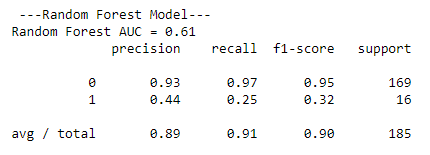 ---Random Forest Model---
Random Forest AUC = 0.61
precision recall f1-score support
0 0.93 0.97 0.95 169
1 0.44 0.25 0.32 16
avg / total 0.89 0.91 0.90 185